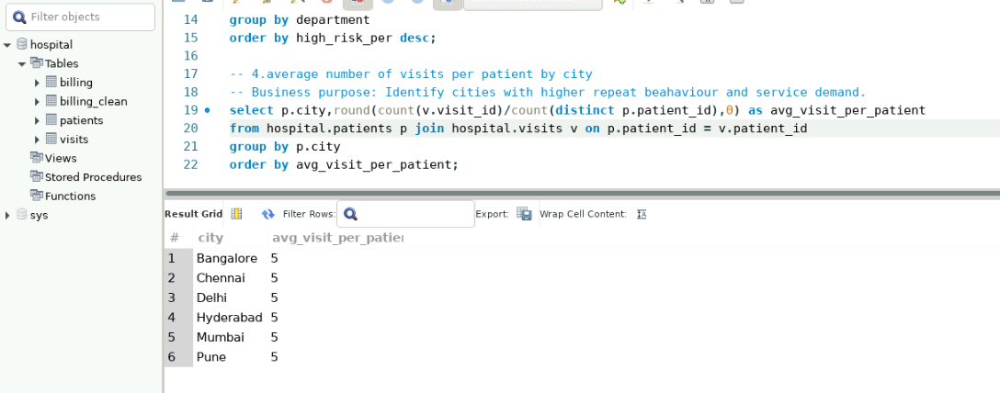 Filter objects
hospital
Tables
billing
billing_clean
patients
visits
Views
Stored Procedures
Functions
sys
14 group by department
15 order by high_risk_per desc;
16
17 -- 4.average number of visits per patient by city
18 -- Business purpose: Identify cities with higher repeat beahaviour and service demand.
19 select p.city,round(count(v.visit_id)/count(distinct p.patient_id),0) as avg_visit_per_patient
20 from hospital.patients p join hospital.visits v on p.patient_id = v.patient_id
21 group by p.city
22 order by avg_visit_per_patient;
Result Grid Filter Rows: Export: Wrap Cell Content:
# city avg_visit_per_patie
1 Bangalore 5
2 Chennai 5
3 Delhi 5
4 Hyderabad 5
5 Mumbai 5
6 Pune 5